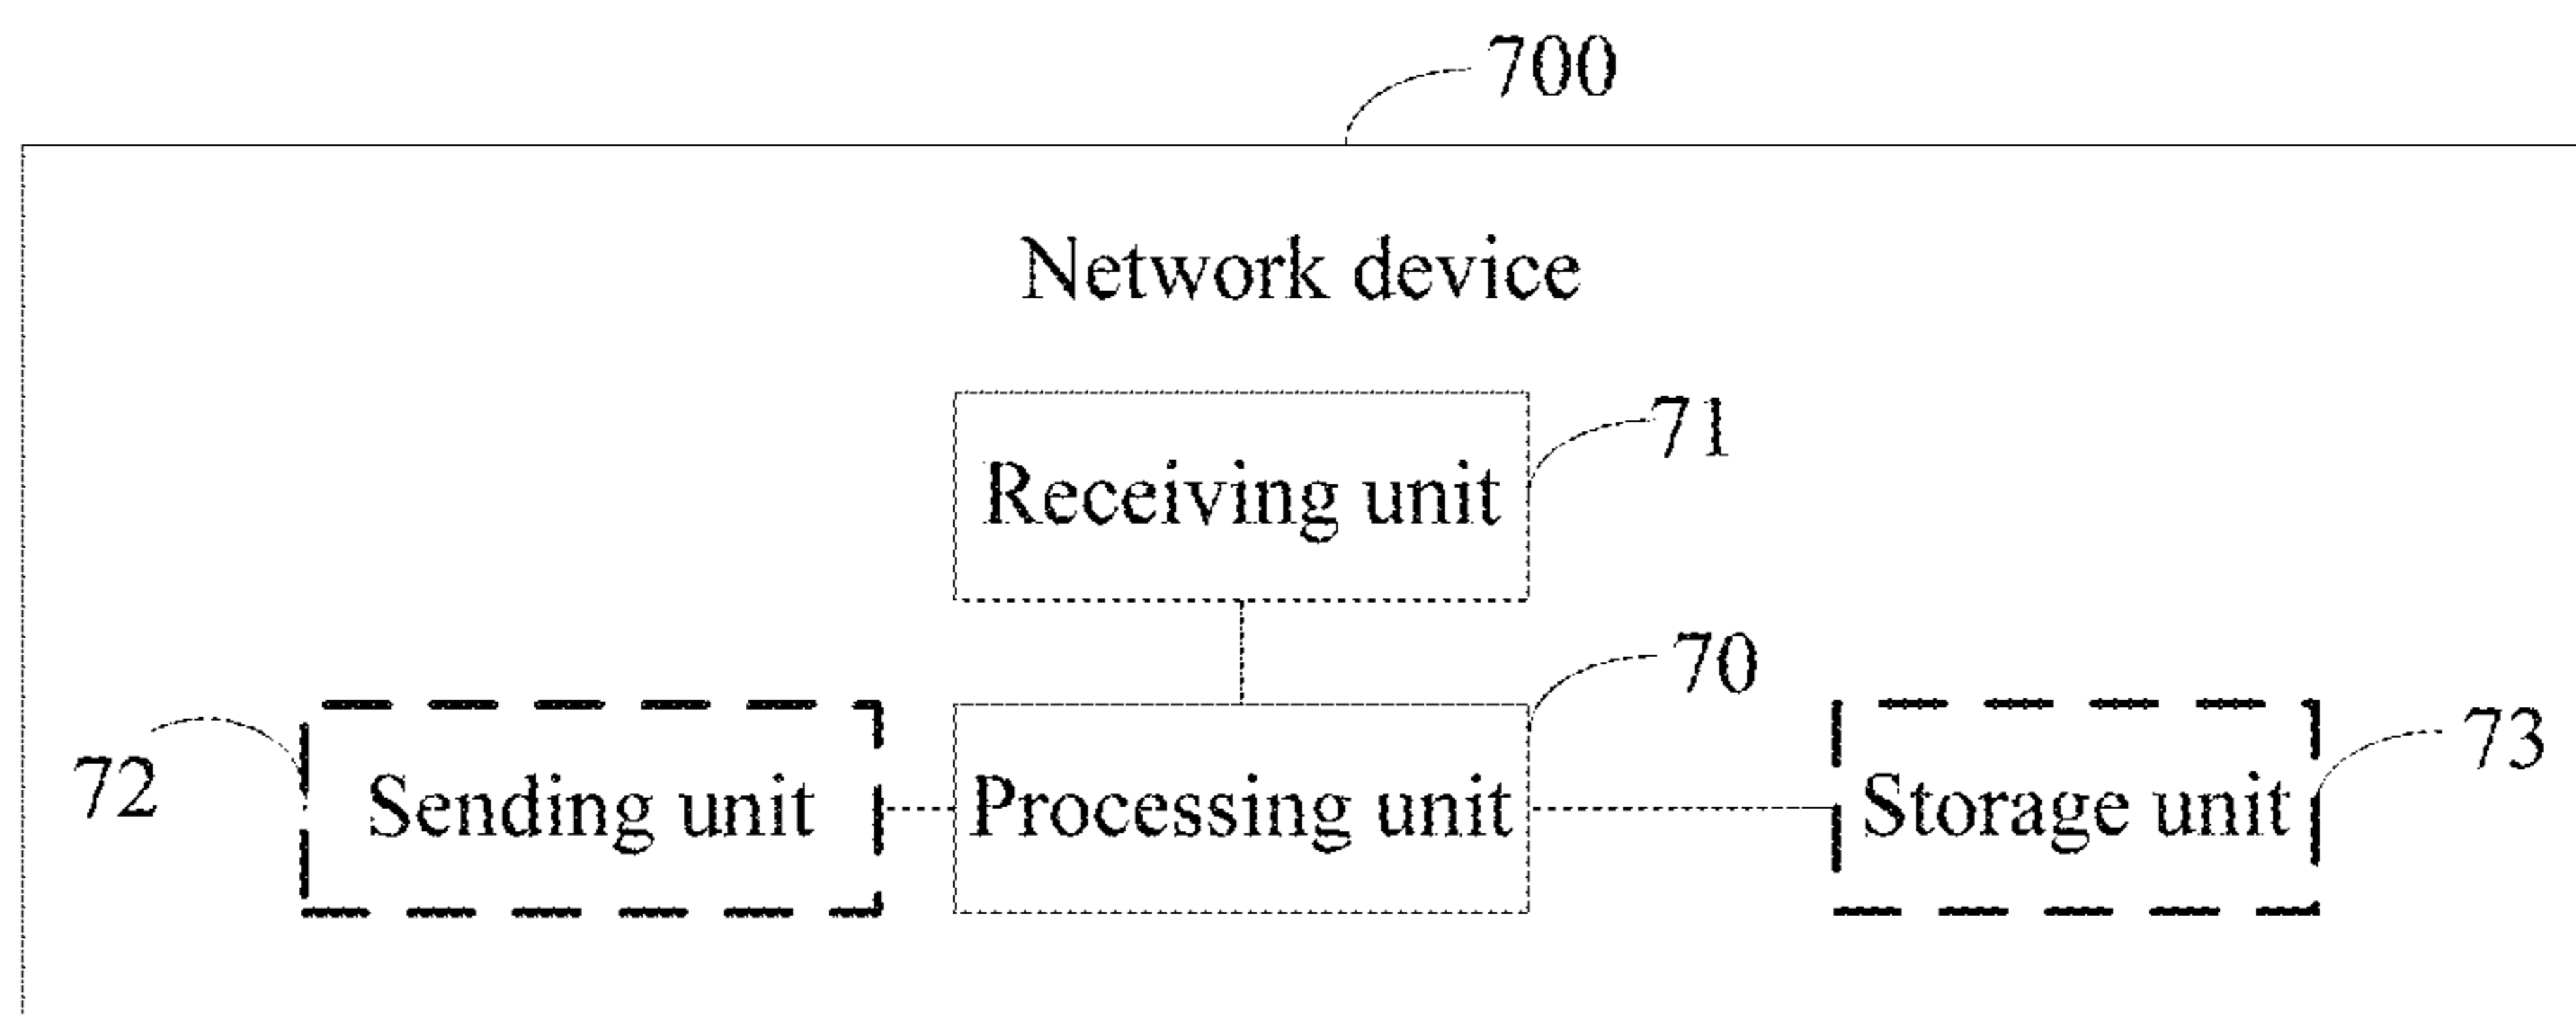 700
Network device
71
Receiving unit
70
72
Sending unit
Processing unit
Storage unit
73